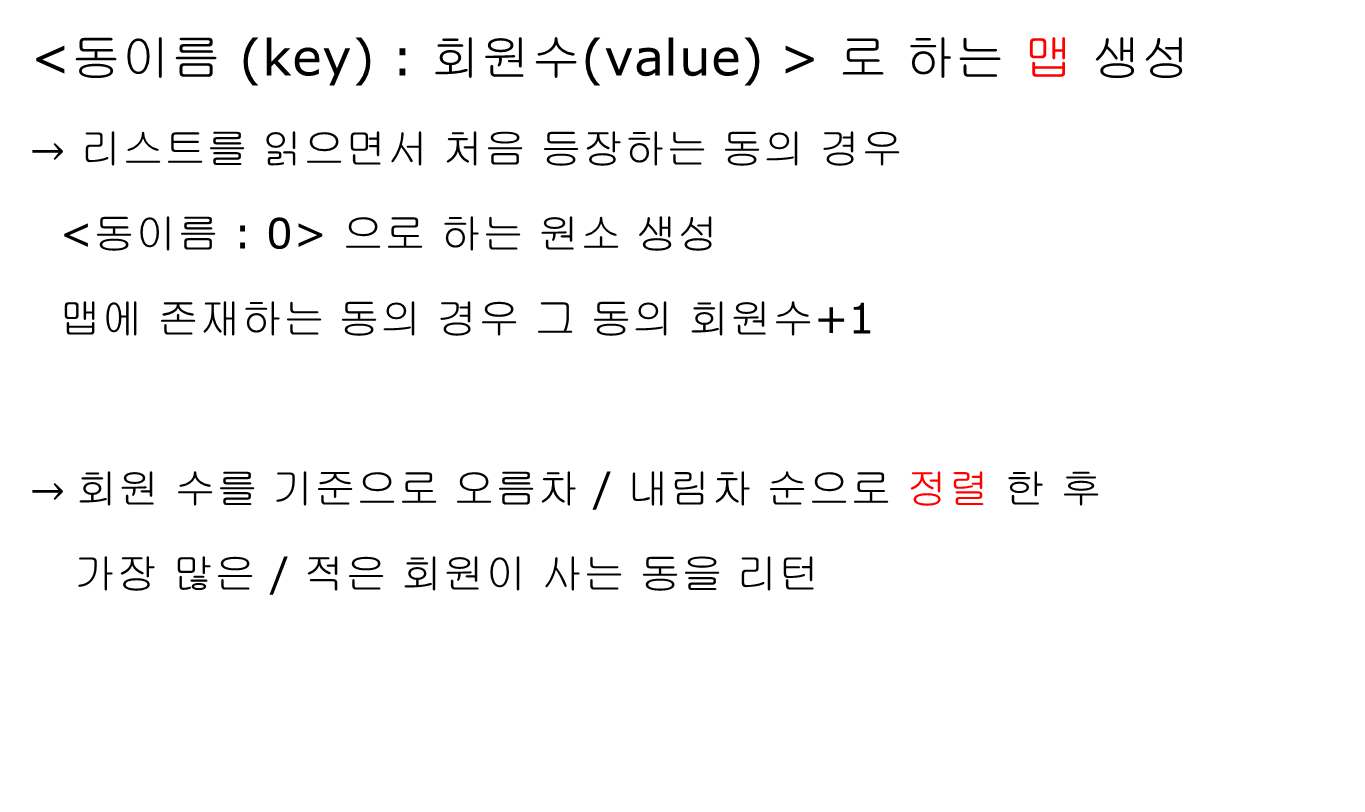 <동이름 (key) : 회원수(value) > 로 하는 맵 생성
→ 리스트를 읽으면서 처음 등장하는 동의 경우
<동이름 : 0> 으로 하는 원소 생성
맵에 존재하는 동의 경우 그 동의 회원수+1
→ 회원 수를 기준으로 오름차 / 내림차 순으로 정렬 한 후
가장 많은 / 적은 회원이 사는 동을 리턴